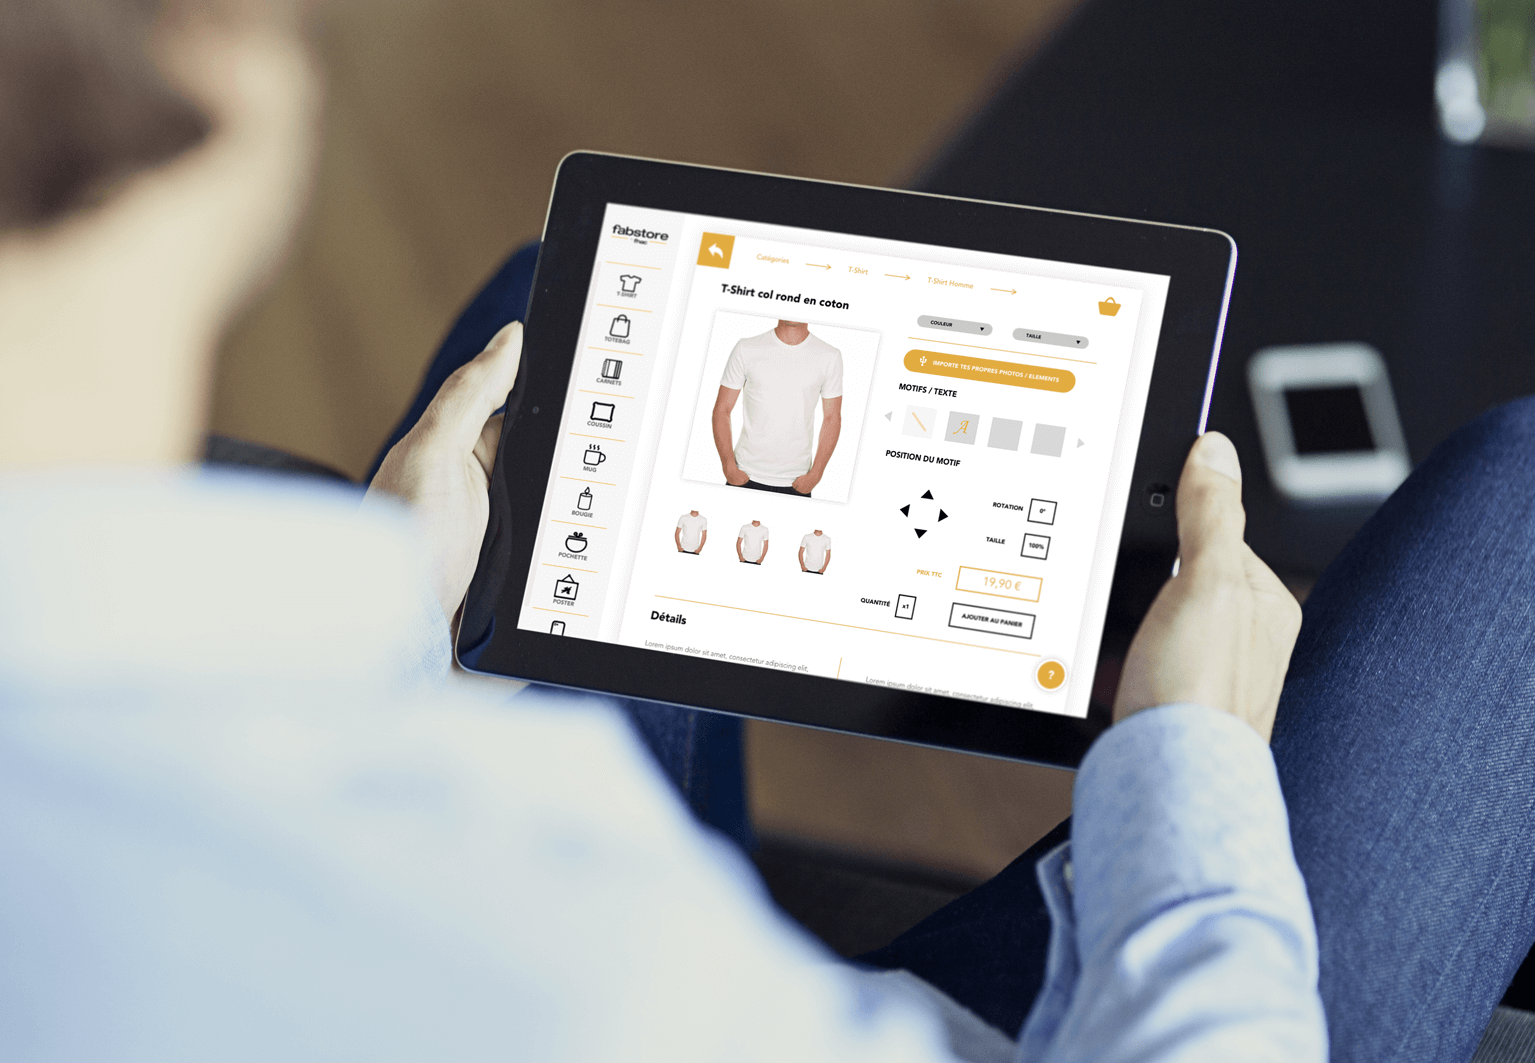 fabstore
fnac
T-SHIRT
TOTEBAG
CARNETS
COUSSIN
MUG
BOUGIE
POCHETTE
POSTER
Catégories
T-Shirt
T-Shirt Homme
T-Shirt col rond en coton
COULEUR
TAILLE
IMPORTE TES PROPRES PHOTOS / ELEMENTS
MOTIFS / TEXTE
A
POSITION DU MOTIF
ROTATION
0°
TAILLE
100%
PRIX TTC
19,90 €
QUANTITÉ
x1
AJOUTER AU PANIER
Détails
Lorem ipsum dolor sit amet, consectetur adipiscing elit,
Lorem ipsum dolor sit amet, consectetur adipiscing elit
?